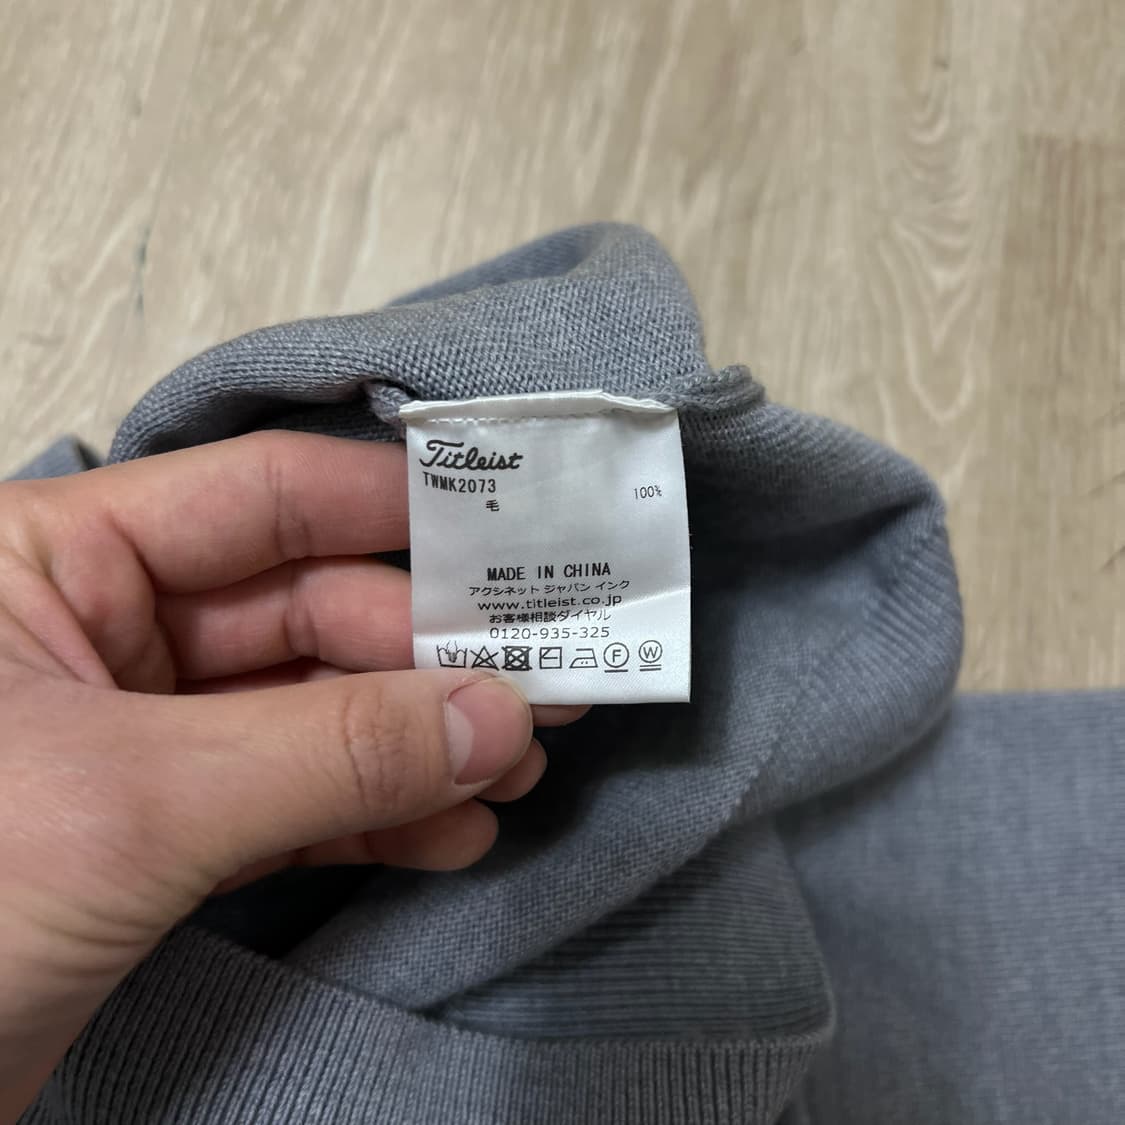 Titleist
TWMK2073
毛 100%
MADE IN CHINA
アクシネット ジャパン インク
www.titleist.co.jp
お客様相談ダイヤル
0120-935-325
F W